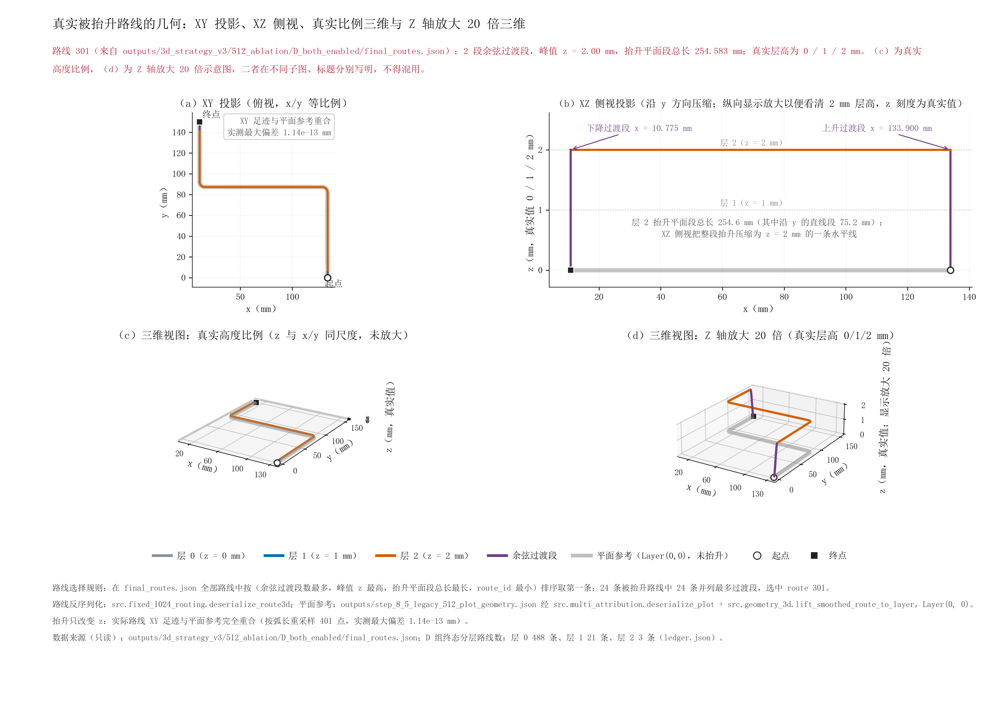 真实被抬升路线的几何：XY 投影、XZ 侧视、真实比例三维与 Z 轴放大 20 倍三维
路线 301（来自 outputs/3d_strategy_v3/512_ablation/D_both_enabled/final_routes.json）：2 段余弦过渡段，峰值 z = 2.00 mm，抬升平面段总长 254.583 mm；真实层高为 0 / 1 / 2 mm。（c）为真实
高度比例，（d）为 Z 轴放大 20 倍示意图，二者在不同子图、标题分别写明，不得混用。
（a）XY 投影（俯视，x/y 等比例）
终点
XY 足迹与平面参考重合
实测最大偏差 1.14e-13 mm
140
120
100
80
60
40
20
0
y（mm）
起点
50
100
x（mm）
（b）XZ 侧视投影（沿 y 方向压缩；纵向显示放大以便看清 2 mm 层高，z 刻度为真实值）
下降过渡段 x = 10.775 mm
上升过渡段 x = 133.900 mm
层 2（z = 2 mm）
层 1（z = 1 mm）
层 2 抬升平面段总长 254.6 mm（其中沿 y 的直线段 75.2 mm）；
XZ 侧视把整段抬升压缩为 z = 2 mm 的一条水平线
2
1
0
z（mm，真实值 0 / 1 / 2 mm）
20
40
60
80
100
120
140
x（mm）
（c）三维视图：真实高度比例（z 与 x/y 同尺度，未放大）
z（mm，真实值）
150
100
50
0
y（mm）
20
60
100
130
x（mm）
（d）三维视图：Z 轴放大 20 倍（真实层高 0/1/2 mm）
z（mm，真实值；显示放大 20 倍）
2
1
0
150
100
50
0
y（mm）
20
60
100
130
x（mm）
层 0（z = 0 mm）
层 1（z = 1 mm）
层 2（z = 2 mm）
余弦过渡段
平面参考（Layer(0,0)，未抬升）
起点
终点
路线选择规则：在 final_routes.json 全部路线中按（余弦过渡段数最多，峰值 z 最高，抬升平面段总长最长，route_id 最小）排序取第一条；24 条被抬升路线中 24 条并列最多过渡段，选中 route 301。
路线反序列化：src.fixed_1024_routing.deserialize_route3d；平面参考：outputs/step_8_5_legacy_512_plot_geometry.json 经 src.multi_attribution.deserialize_plot + src.geometry_3d.lift_smoothed_route_to_layer，Layer(0, 0)。
抬升只改变 z：实际路线 XY 足迹与平面参考完全重合（按弧长重采样 401 点，实测最大偏差 1.14e-13 mm）。
数据来源（只读）：outputs/3d_strategy_v3/512_ablation/D_both_enabled/final_routes.json；D 组终态分层路线数：层 0 488 条、层 1 21 条、层 2 3 条（ledger.json）。